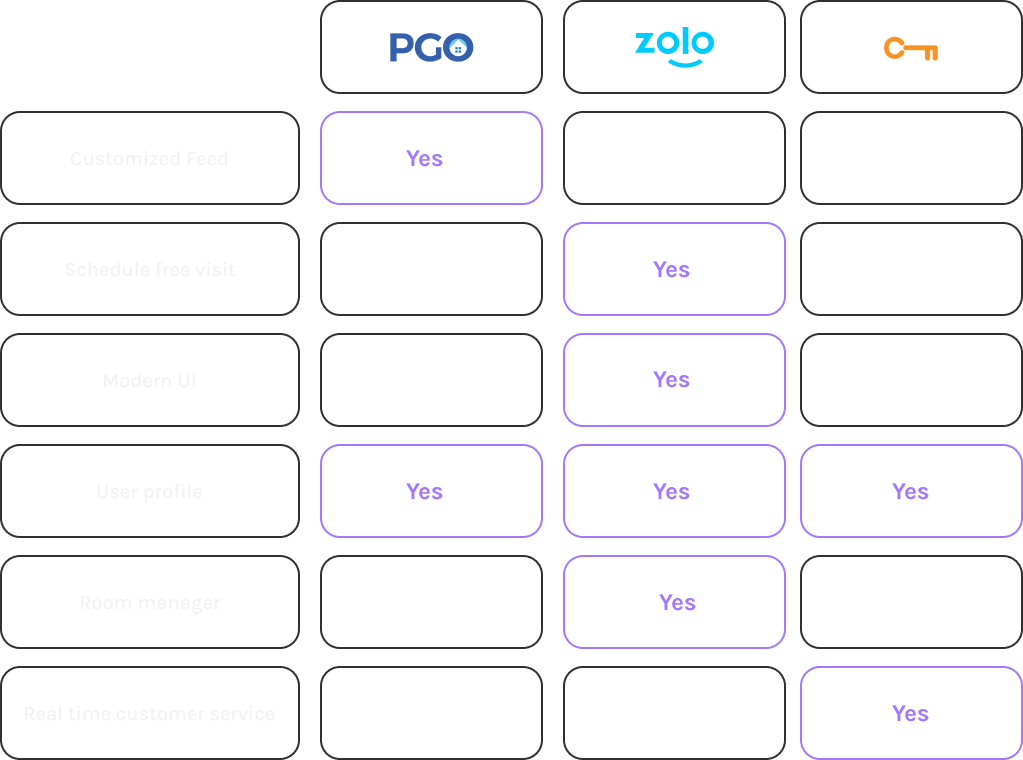 PGO
zolo
Customized Feed
Yes
Schedule free visit
Yes
Modern UI
Yes
User profile
Yes
Yes
Yes
Room manager
Yes
Real time customer service
Yes